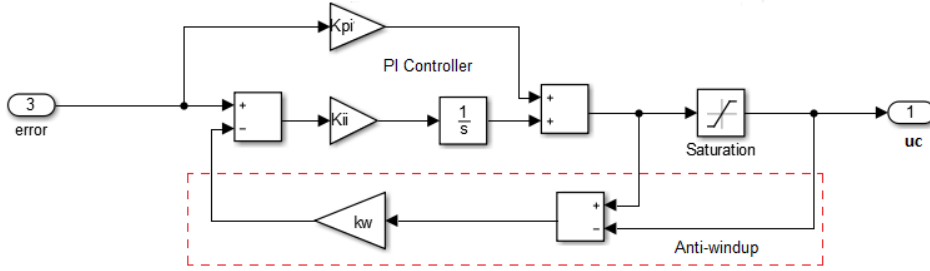 Kpi
PI Controller
3
error
+
−
Kii
1
s
+
+
Saturation
1
uc
kw
+
−
Anti-windup